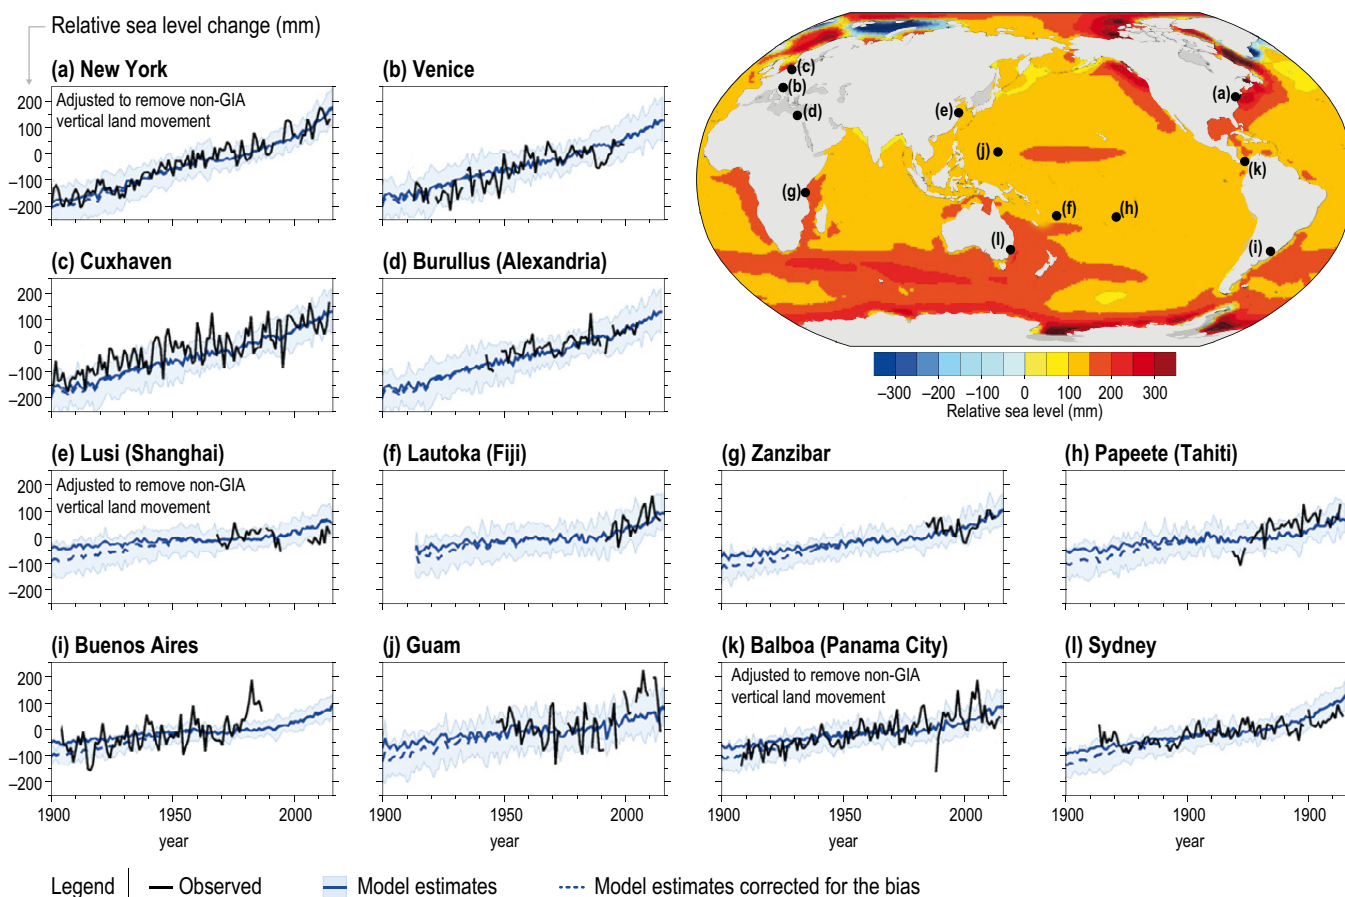 Relative sea level change (mm)
(a) New York
(b) Venice
Adjusted to remove non-GIA
vertical land movement
200
100
0
−100
−200
(c) Cuxhaven
(d) Burullus (Alexandria)
200
100
0
−100
−200
(c)
(b)
(d)
(e)
(a)
(j)
(k)
(g)
(f)
(h)
(l)
(i)
−300 −200 −100 0 100 200 300
Relative sea level (mm)
(e) Lusi (Shanghai)
(f) Lautoka (Fiji)
(g) Zanzibar
(h) Papeete (Tahiti)
Adjusted to remove non-GIA
vertical land movement
200
100
0
−100
−200
(i) Buenos Aires
(j) Guam
(k) Balboa (Panama City)
(l) Sydney
Adjusted to remove non-GIA
vertical land movement
200
100
0
−100
−200
1900 1950 2000
1900 1950 2000
1900 1950 2000
1900 1900 1900
year
year
year
year
Legend
Observed
Model estimates
Model estimates corrected for the bias